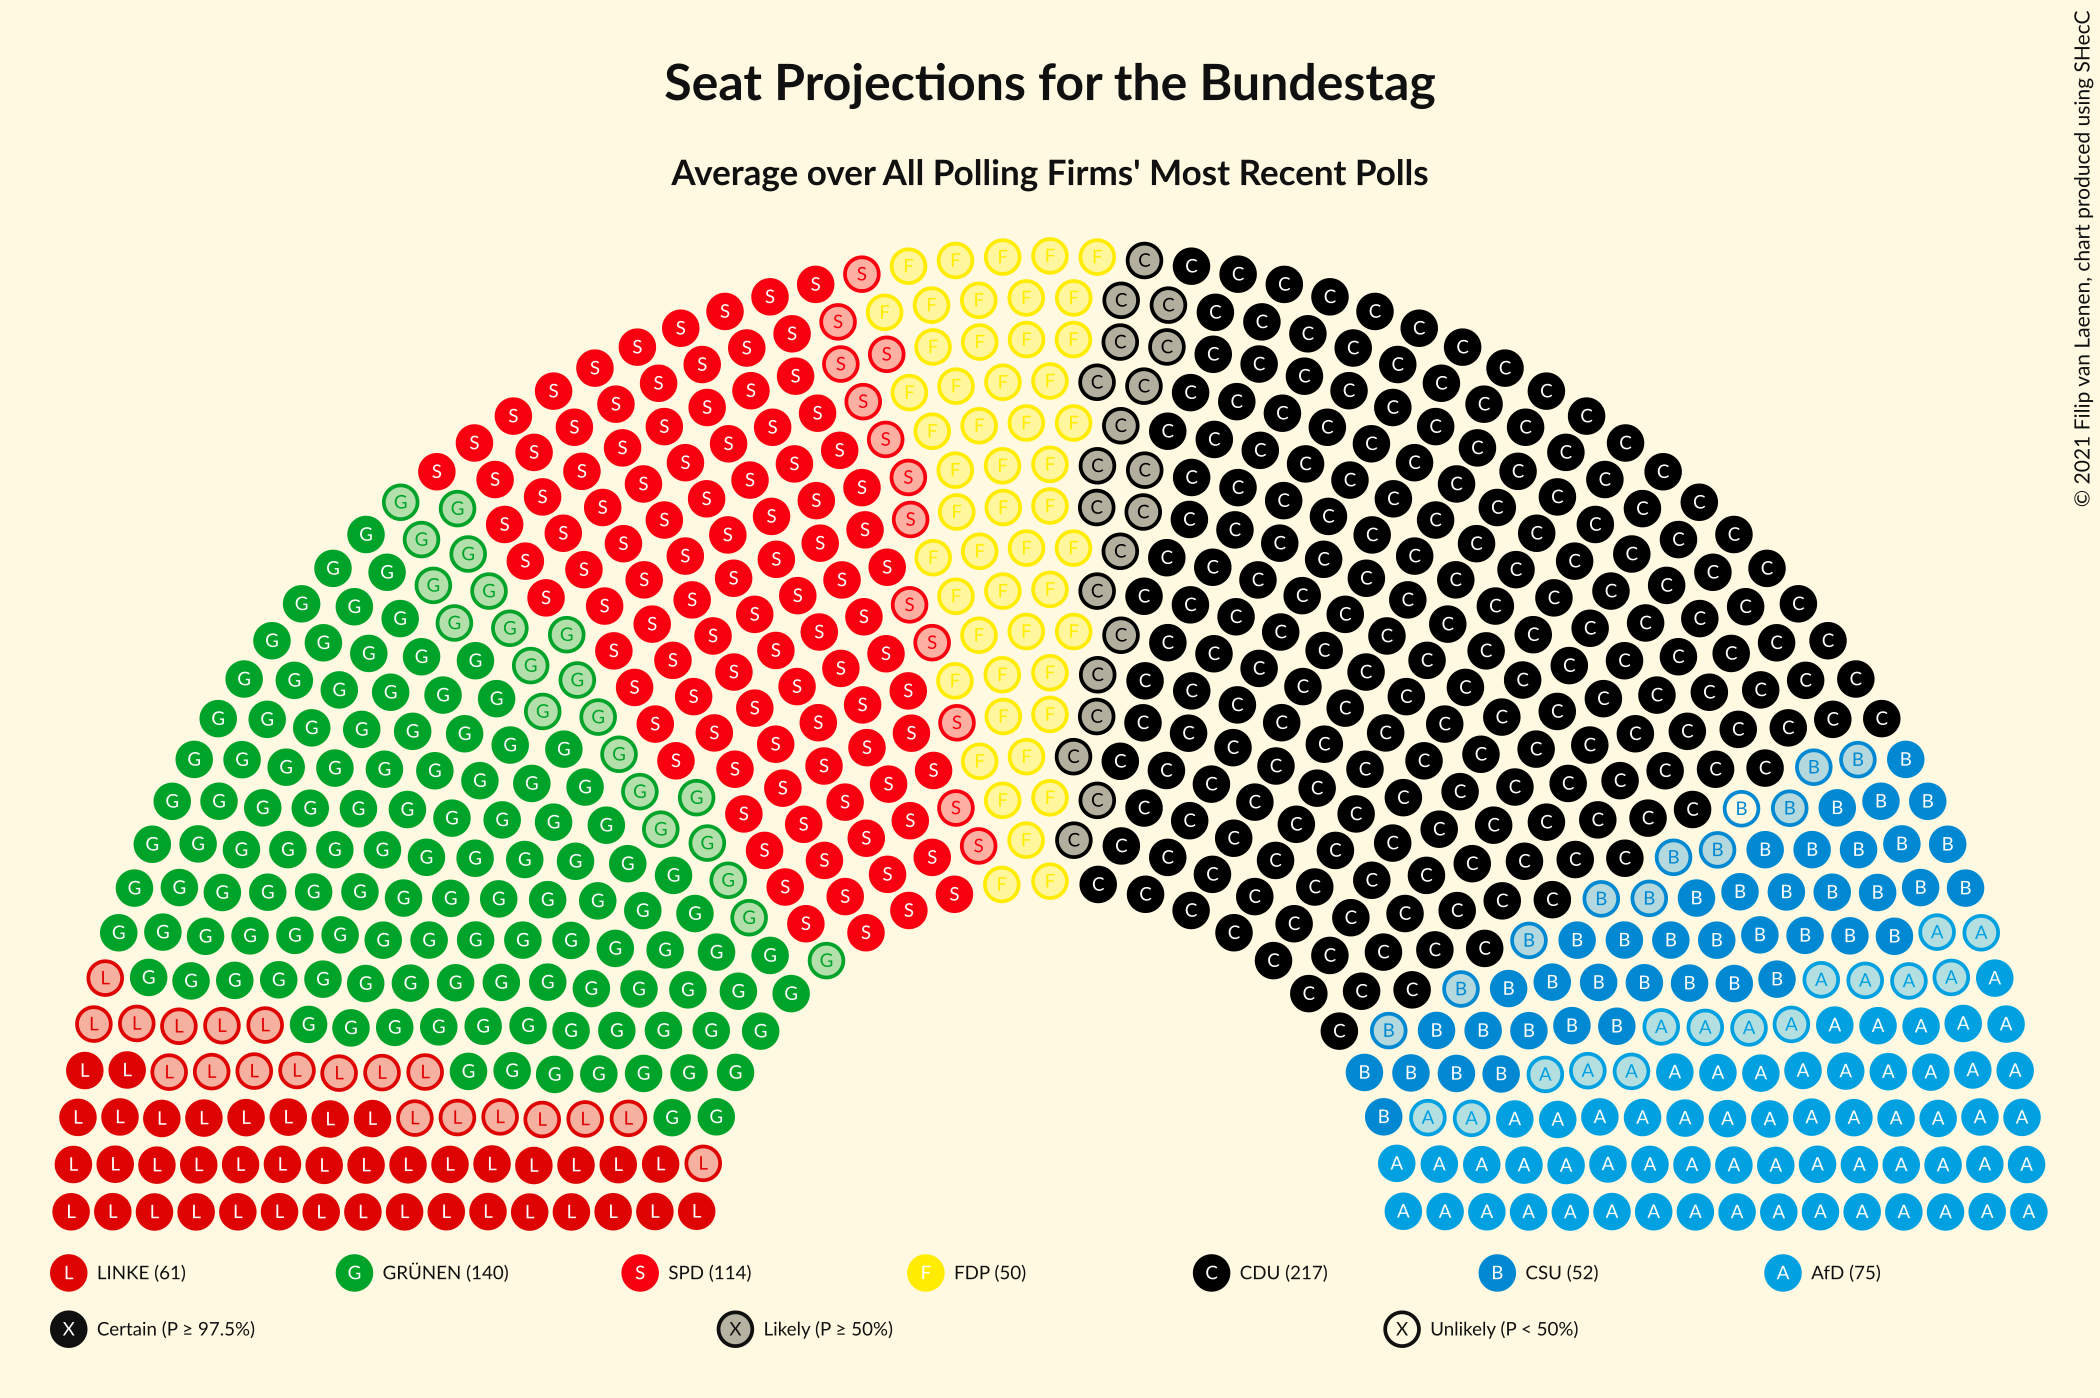 Seat Projections for the Bundestag
Average over All Polling Firms' Most Recent Polls
© 2021 Filip van Laenen, chart produced using SHecC
L LINKE (61) G GRÜNEN (140) S SPD (114) F FDP (50) C CDU (217) B CSU (52) A AfD (75)
X Certain (P ≥ 97.5%) X Likely (P ≥ 50%) X Unlikely (P < 50%)